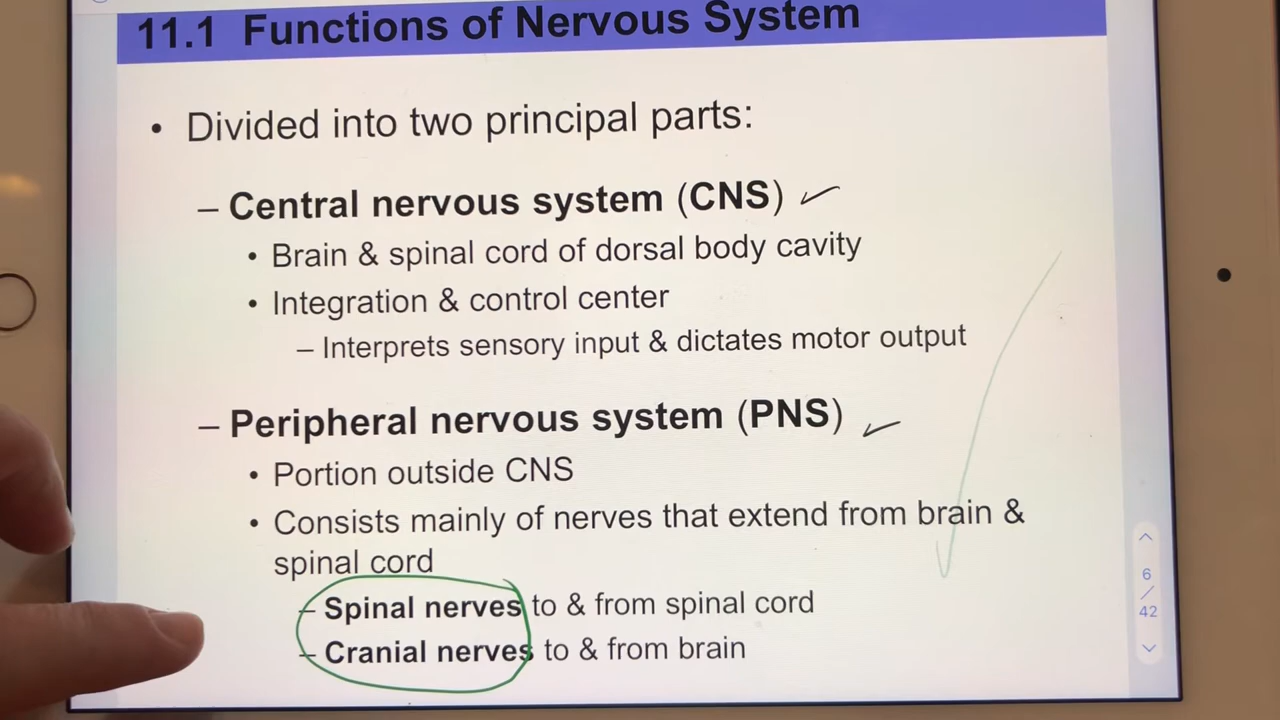 11.1 Functions of Nervous System
• Divided into two principal parts:
– Central nervous system (CNS)
• Brain & spinal cord of dorsal body cavity
• Integration & control center
– Interprets sensory input & dictates motor output
– Peripheral nervous system (PNS)
• Portion outside CNS
• Consists mainly of nerves that extend from brain &
spinal cord
– Spinal nerves to & from spinal cord
– Cranial nerves to & from brain
6
/
42